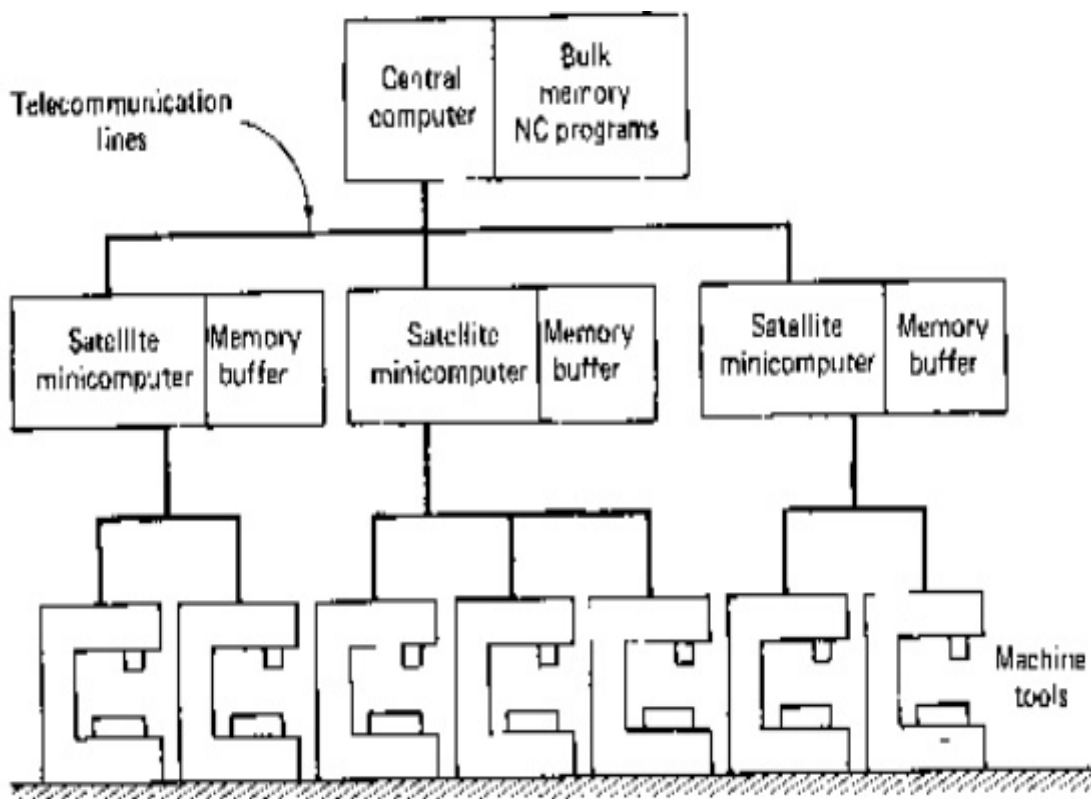 Central
computer
Bulk
memory
NC programs
Telecommunication
lines
Satellite
minicomputer
Memory
buffer
Satellite
minicomputer
Memory
buffer
Satellite
minicomputer
Memory
buffer
Machine
tools